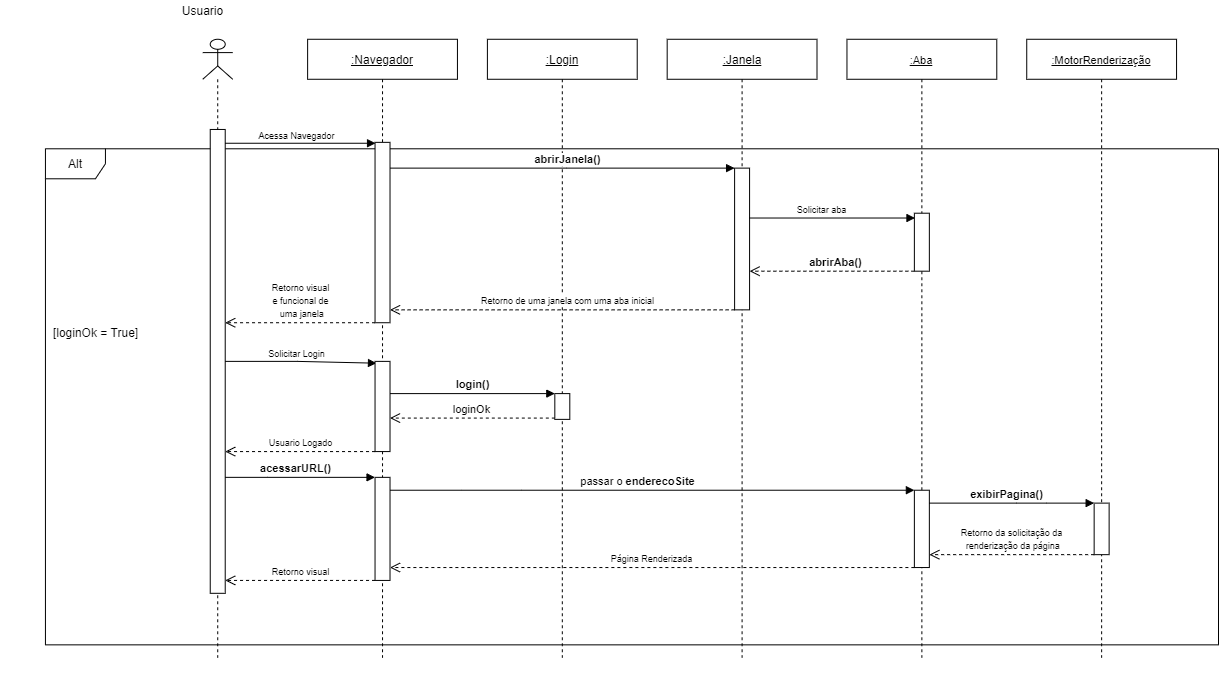 Usuario
:Navegador
:Login
:Janela
:Aba
:MotorRenderização
Acessa Navegador
Alt
abrirJanela()
Solicitar aba
abrirAba()
Retorno visual
e funcional de
uma janela
Retorno de uma janela com uma aba inicial
[loginOk = True]
Solicitar Login
login()
loginOk
Usuario Logado
acessarURL()
passar o enderecoSite
exibirPagina()
Retorno da solicitação da
renderização da página
Página Renderizada
Retorno visual